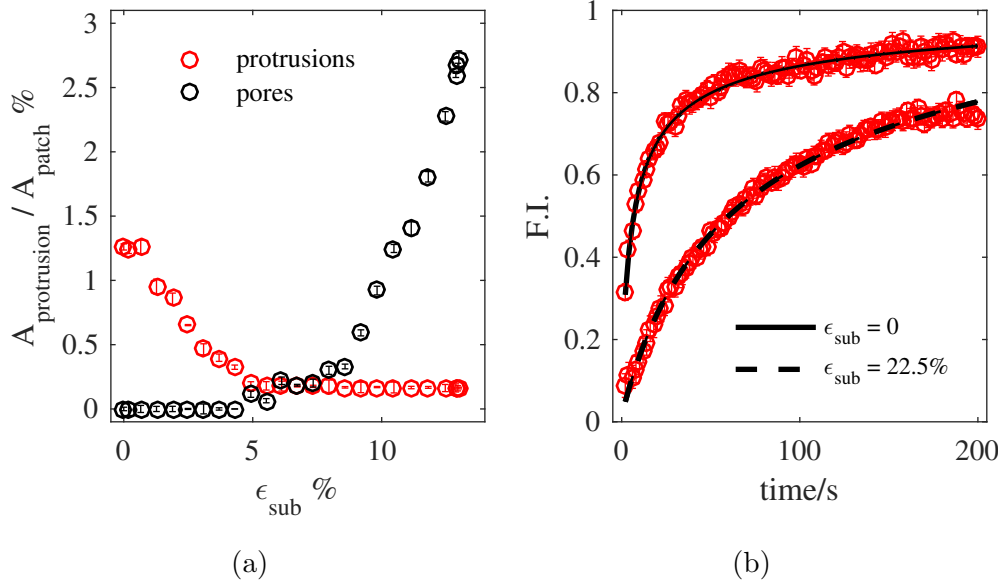 3
2.5
2
1.5
1
0.5
0
A_protrusion / A_patch %
protrusions
pores
0 5 10
ϵ_sub %
(a)
1
0.8
0.6
0.4
0.2
0
F.I.
ϵ_sub = 0
ϵ_sub = 22.5%
0 100 200
time/s
(b)